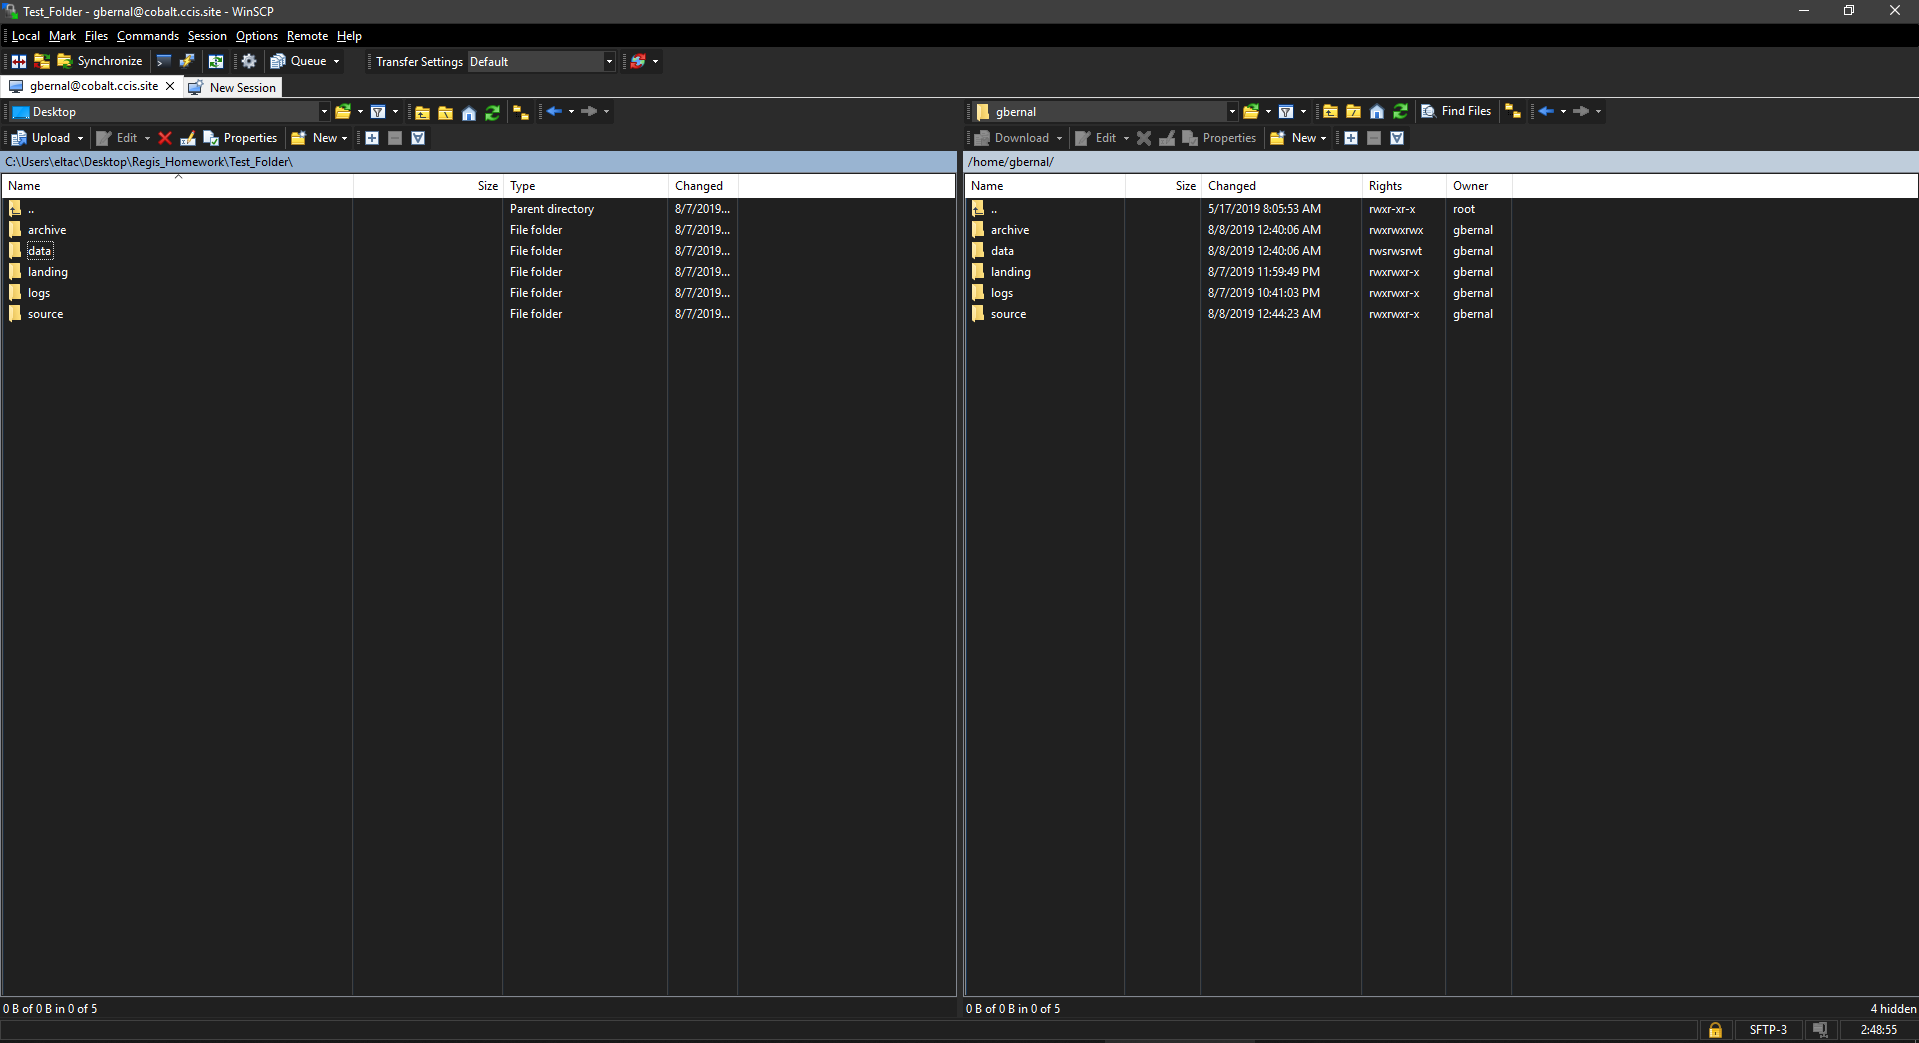 Test_Folder - gbernal@cobalt.ccis.site - WinSCP
Local Mark Files Commands Session Options Remote Help
Synchronize Queue Transfer Settings Default
gbernal@cobalt.ccis.site New Session
Desktop
gbernal Find Files
Upload Edit Properties New
Download Edit Properties New
C:\Users\eltac\Desktop\Regis_Homework\Test_Folder\
/home/gbernal/
Name Size Type Changed
.. Parent directory 8/7/2019...
archive File folder 8/7/2019...
data File folder 8/7/2019...
landing File folder 8/7/2019...
logs File folder 8/7/2019...
source File folder 8/7/2019...
Name Size Changed Rights Owner
.. 5/17/2019 8:05:53 AM rwxr-xr-x root
archive 8/8/2019 12:40:06 AM rwxrwxrwx gbernal
data 8/8/2019 12:40:06 AM rwsrwsrwt gbernal
landing 8/7/2019 11:59:49 PM rwxrwxr-x gbernal
logs 8/7/2019 10:41:03 PM rwxrwxr-x gbernal
source 8/8/2019 12:44:23 AM rwxrwxr-x gbernal
0 B of 0 B in 0 of 5
0 B of 0 B in 0 of 5 4 hidden
SFTP-3 2:48:55